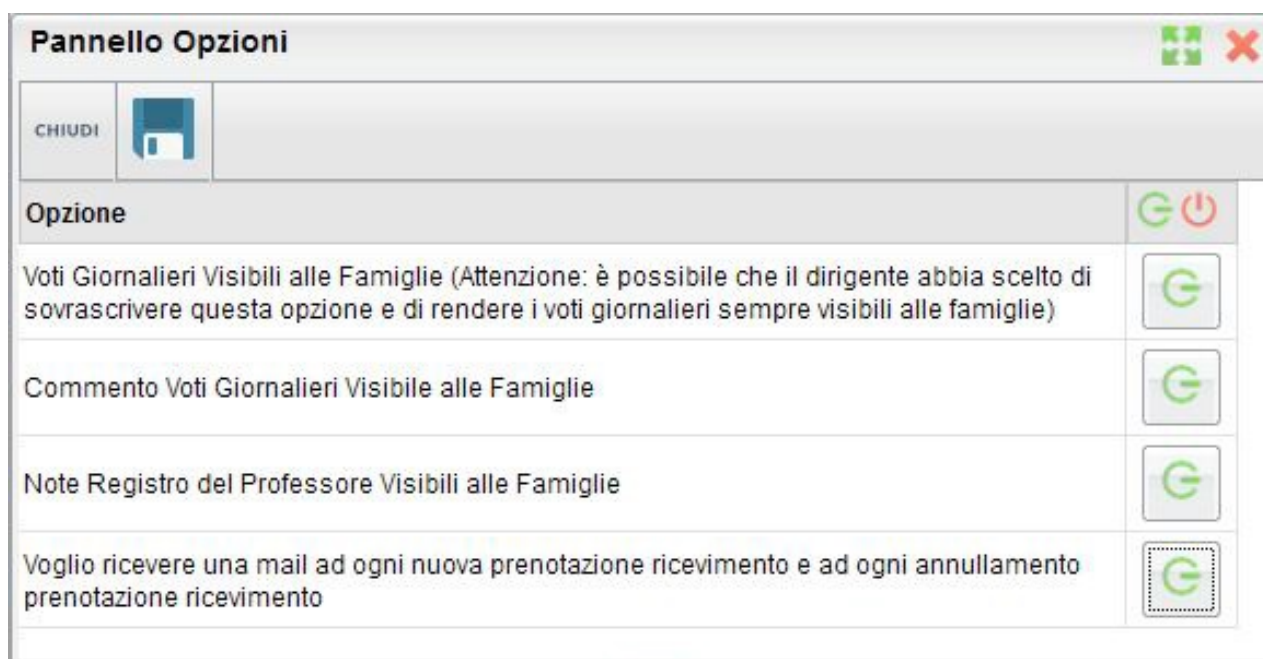 Pannello Opzioni
CHIUDI
Opzione
Voti Giornalieri Visibili alle Famiglie (Attenzione: è possibile che il dirigente abbia scelto di
sovrascrivere questa opzione e di rendere i voti giornalieri sempre visibili alle famiglie)
Commento Voti Giornalieri Visibile alle Famiglie
Note Registro del Professore Visibili alle Famiglie
Voglio ricevere una mail ad ogni nuova prenotazione ricevimento e ad ogni annullamento
prenotazione ricevimento